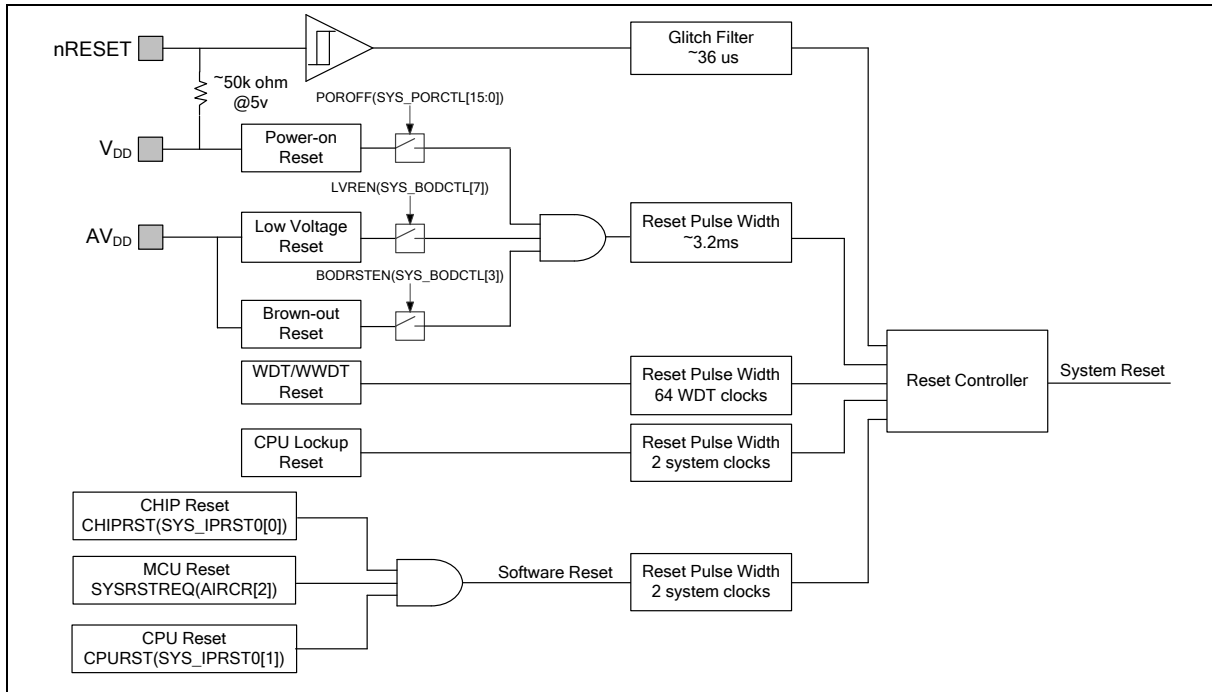 nRESET
Glitch Filter
~36 us
~50k ohm
@5v
POROFF(SYS_PORCTL[15:0])
VDD
Power-on
Reset
LVREN(SYS_BODCTL[7])
AVDD
Low Voltage
Reset
Reset Pulse Width
~3.2ms
BODRSTEN(SYS_BODCTL[3])
Brown-out
Reset
WDT/WWDT
Reset
Reset Pulse Width
64 WDT clocks
Reset Controller
System Reset
CPU Lockup
Reset
Reset Pulse Width
2 system clocks
CHIP Reset
CHIPRST(SYS_IPRST0[0])
MCU Reset
SYSRSTREQ(AIRCR[2])
Software Reset
Reset Pulse Width
2 system clocks
CPU Reset
CPURST(SYS_IPRST0[1])